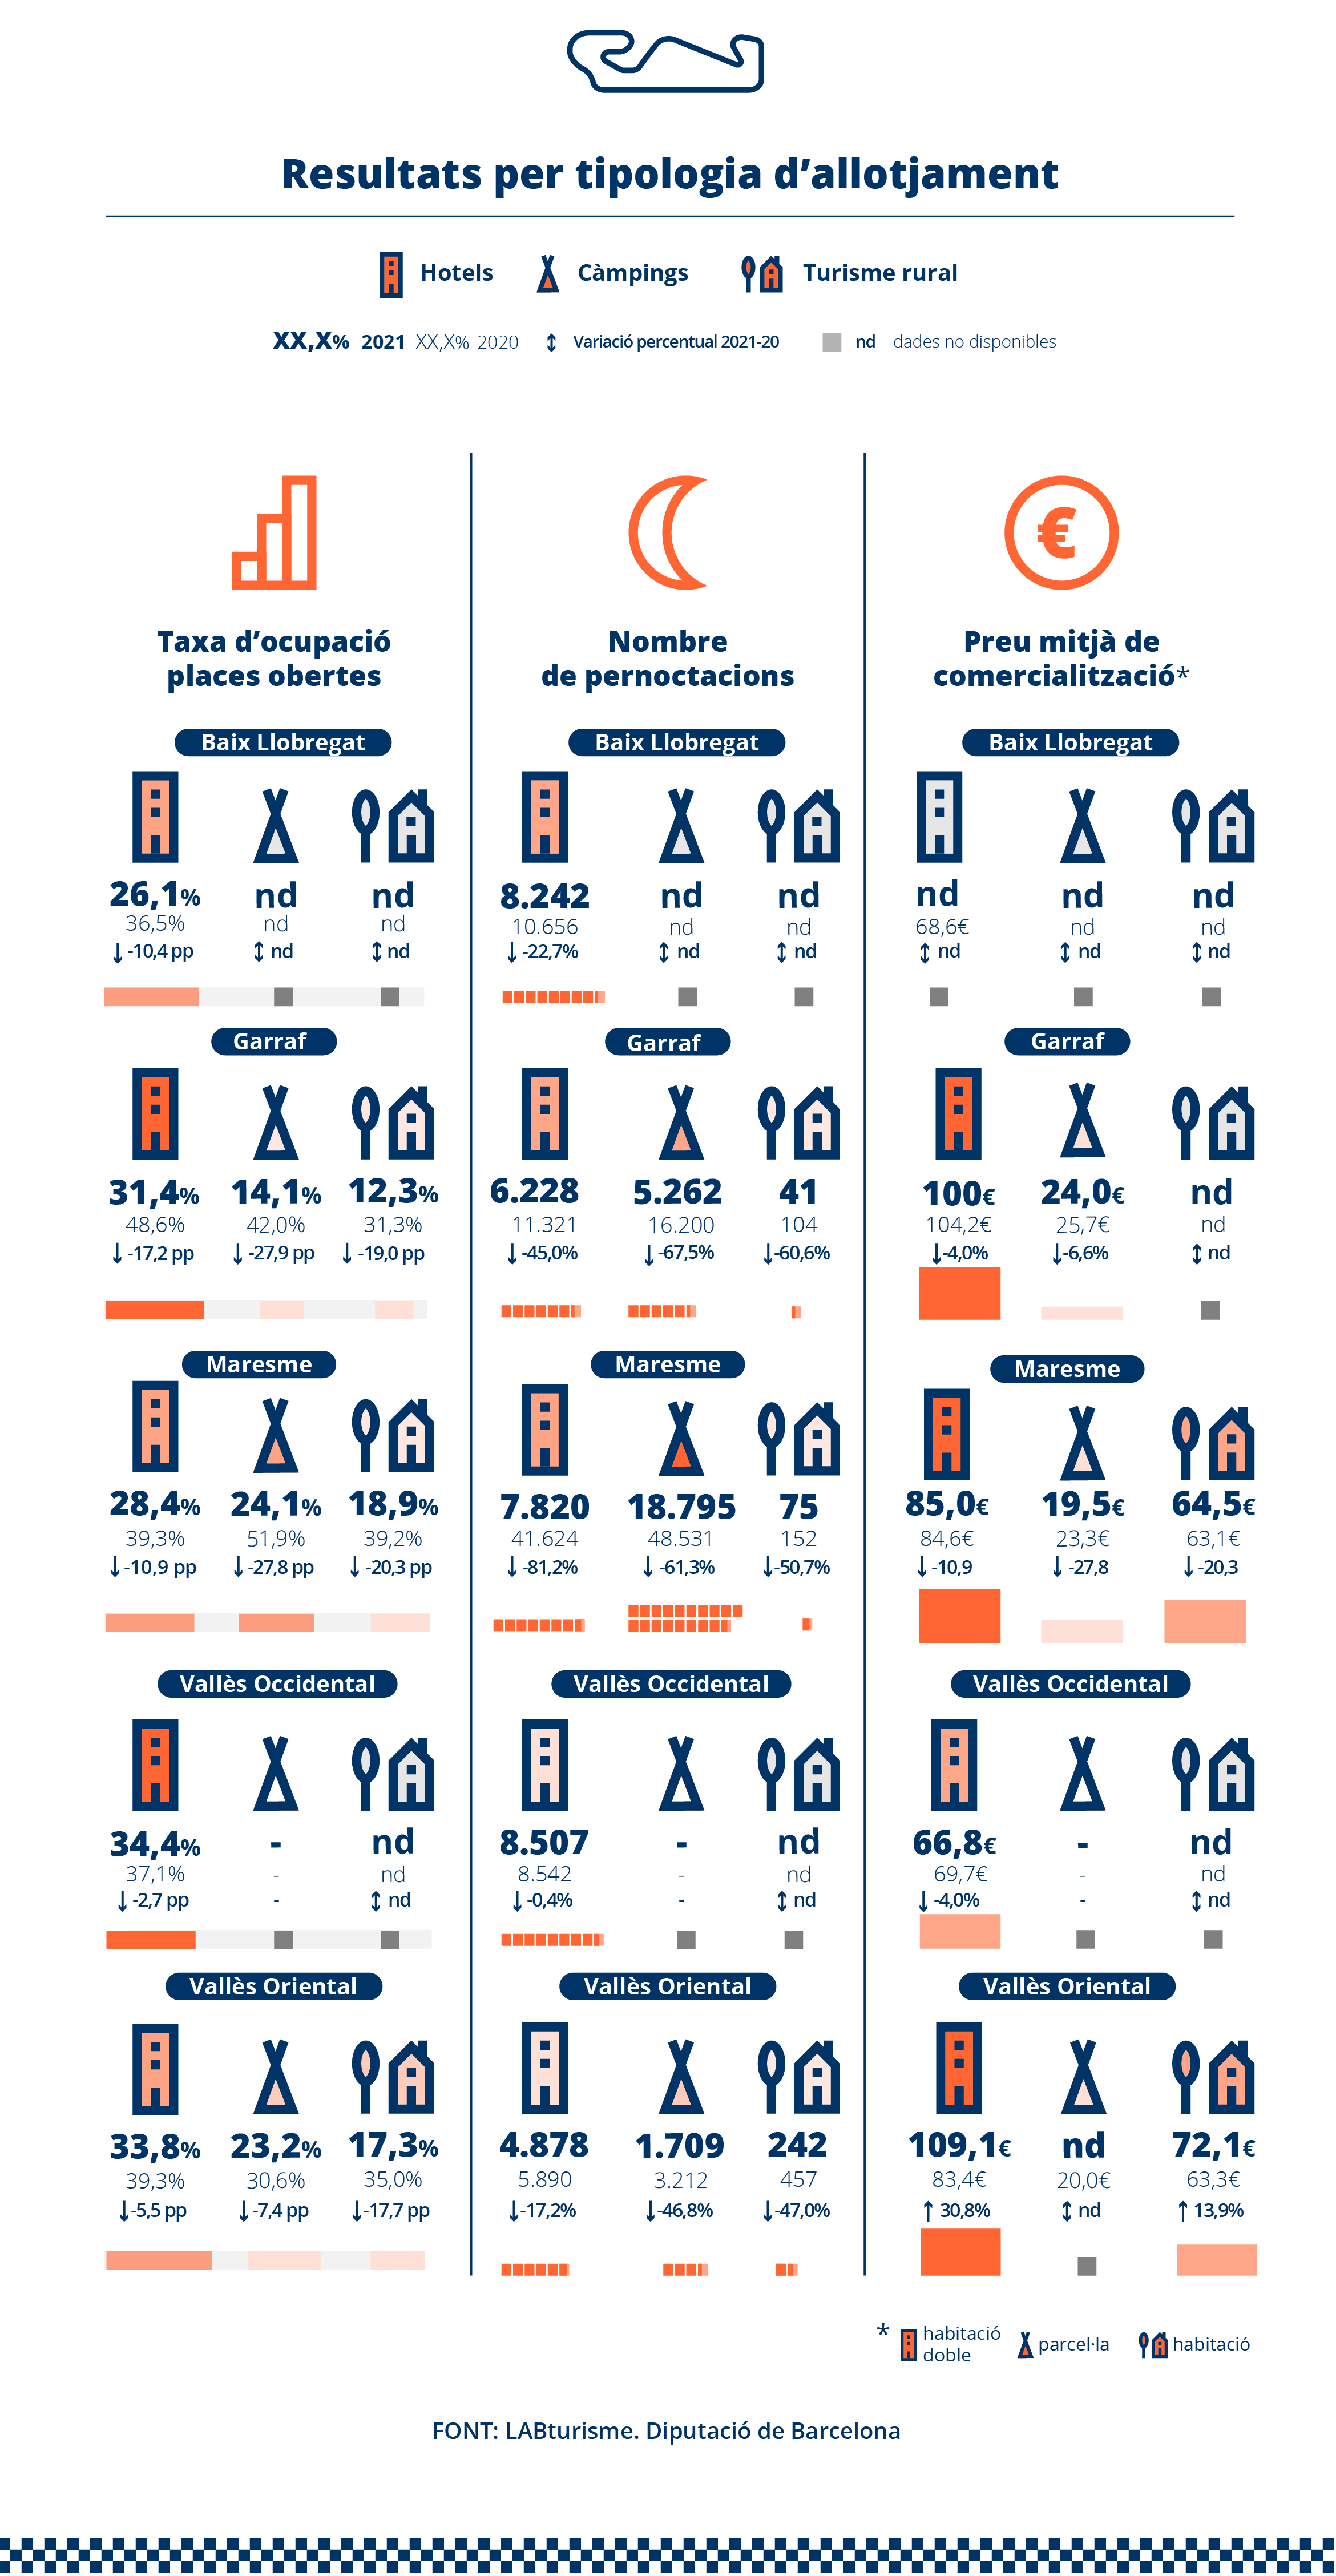 Resultats per tipologia d’allotjament
Hotels Càmpings Turisme rural
XX,X% 2021 XX,X% 2020 ↕ Variació percentual 2021-20 nd dades no disponibles
€
Taxa d’ocupació
places obertes
Nombre
de pernoctacions
Preu mitjà de
comercialització*
Baix Llobregat Baix Llobregat Baix Llobregat
26,1% nd nd 8.242 nd nd nd nd nd
36,5% nd nd 10.656 nd nd 68,6€ nd nd
↓ -10,4 pp ↕ nd ↕ nd ↓ -22,7% ↕ nd ↕ nd ↕ nd ↕ nd ↕ nd
Garraf Garraf Garraf
31,4% 14,1% 12,3% 6.228 5.262 41 100€ 24,0€ nd
48,6% 42,0% 31,3% 11.321 16.200 104 104,2€ 25,7€ nd
↓ -17,2 pp ↓ -27,9 pp ↓ -19,0 pp ↓ -45,0% ↓ -67,5% ↓ -60,6% ↓ -4,0% ↓ -6,6% ↕ nd
Maresme Maresme Maresme
28,4% 24,1% 18,9% 7.820 18.795 75 85,0€ 19,5€ 64,5€
39,3% 51,9% 39,2% 41.624 48.531 152 84,6€ 23,3€ 63,1€
↓ -10,9 pp ↓ -27,8 pp ↓ -20,3 pp ↓ -81,2% ↓ -61,3% ↓ -50,7% ↓ -10,9 ↓ -27,8 ↓ -20,3
Vallès Occidental Vallès Occidental Vallès Occidental
34,4% - nd 8.507 - nd 66,8€ - nd
37,1% - nd 8.542 - nd 69,7€ - nd
↓ -2,7 pp - ↕ nd ↓ -0,4% - ↕ nd ↓ -4,0% - ↕ nd
Vallès Oriental Vallès Oriental Vallès Oriental
33,8% 23,2% 17,3% 4.878 1.709 242 109,1€ nd 72,1€
39,3% 30,6% 35,0% 5.890 3.212 457 83,4€ 20,0€ 63,3€
↓ -5,5 pp ↓ -7,4 pp ↓ -17,7 pp ↓ -17,2% ↓ -46,8% ↓ -47,0% ↑ 30,8% ↕ nd ↑ 13,9%
* habitació
doble
parcel·la
habitació
FONT: LABturisme. Diputació de Barcelona